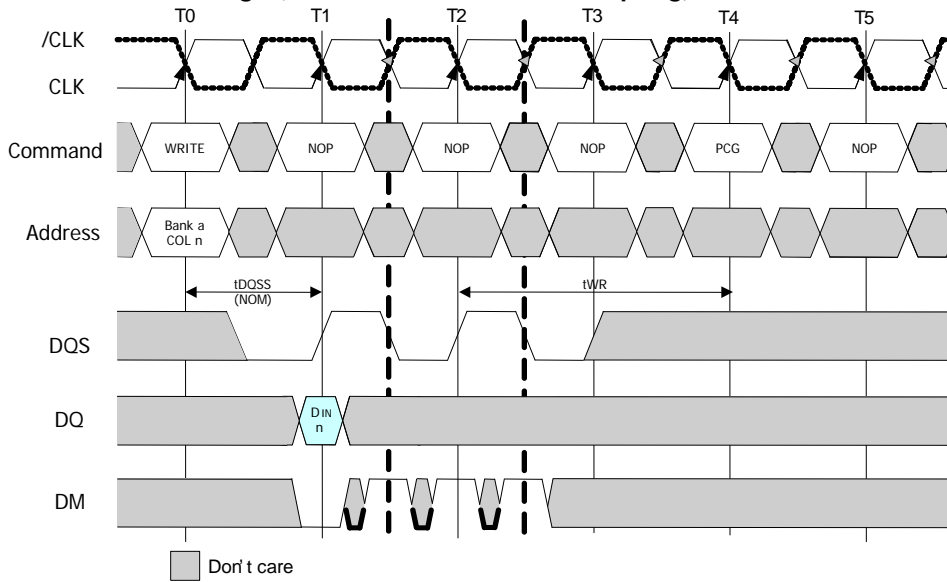 T0 T1 T2 T3 T4 T5
/CLK
CLK
Command WRITE NOP NOP NOP PCG NOP
Address Bank a
COL n
tDQSS
(NOM)
tWR
DQS
DQ DIN
n
DM
Don't care